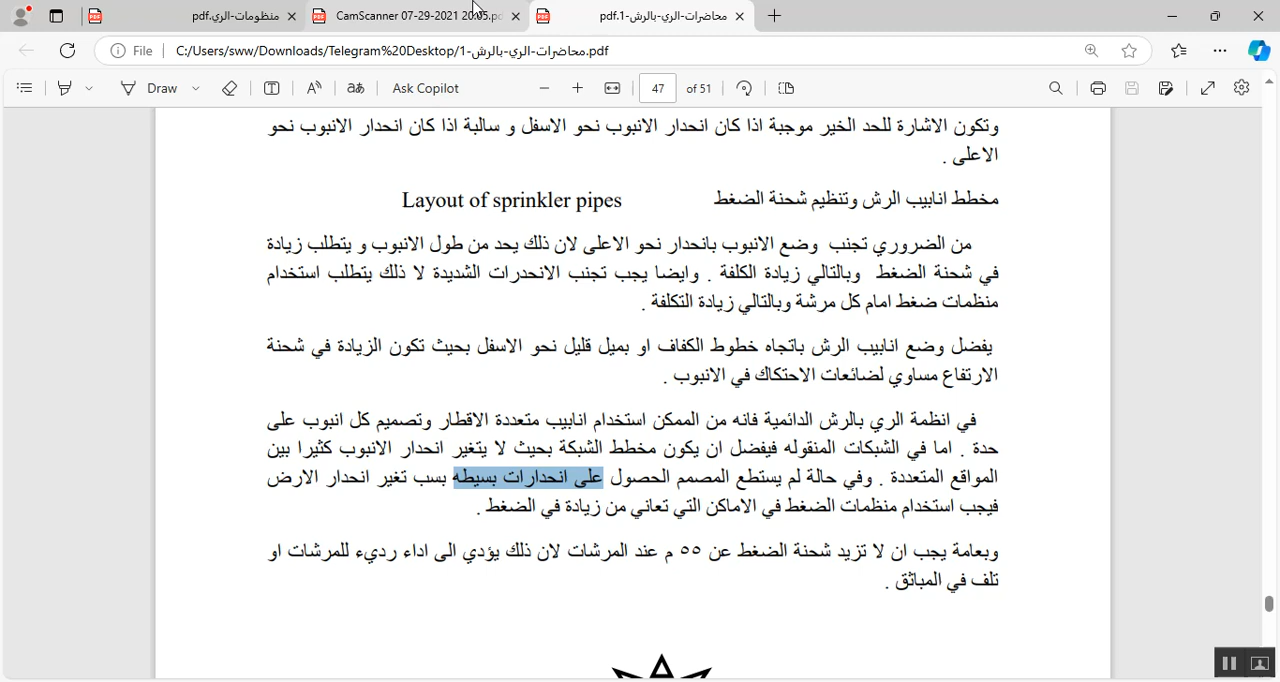 منظومات-الري.pdf
CamScanner 07-29-2021 20:05.pc
محاضرات-الري-بالرش-1.pdf
File
C:/Users/sww/Downloads/Telegram%20Desktop/محاضرات-الري-بالرش-1.pdf
Draw
Ask Copilot
47 of 51
وتكون الاشارة للحد الخير موجبة اذا كان انحدار الانبوب نحو الاسفل و سالبة اذا كان انحدار الانبوب نحو
الاعلى .
مخطط انابيب الرش وتنظيم شحنة الضغط Layout of sprinkler pipes
من الضروري تجنب وضع الانبوب بانحدار نحو الاعلى لان ذلك يحد من طول الانبوب و يتطلب زيادة
في شحنة الضغط وبالتالي زيادة الكلفة . وايضا يجب تجنب الانحدرات الشديدة لا ذلك يتطلب استخدام
منظمات ضغط امام كل مرشة وبالتالي زيادة التكلفة .
يفضل وضع انابيب الرش باتجاه خطوط الكفاف او بميل قليل نحو الاسفل بحيث تكون الزيادة في شحنة
الارتفاع مساوي لضائعات الاحتكاك في الانبوب .
في انظمة الري بالرش الدائمية فانه من الممكن استخدام انابيب متعددة الاقطار وتصميم كل انبوب على
حدة . اما في الشبكات المنقوله فيفضل ان يكون مخطط الشبكة بحيث لا يتغير انحدار الانبوب كثيرا بين
المواقع المتعددة . وفي حالة لم يستطع المصمم الحصول على انحدارات بسيطه بسب تغير انحدار الارض
فيجب استخدام منظمات الضغط في الاماكن التي تعاني من زيادة في الضغط .
وبعامة يجب ان لا تزيد شحنة الضغط عن ٥٥ م عند المرشات لان ذلك يؤدي الى اداء رديء للمرشات او
تلف في المباثق .